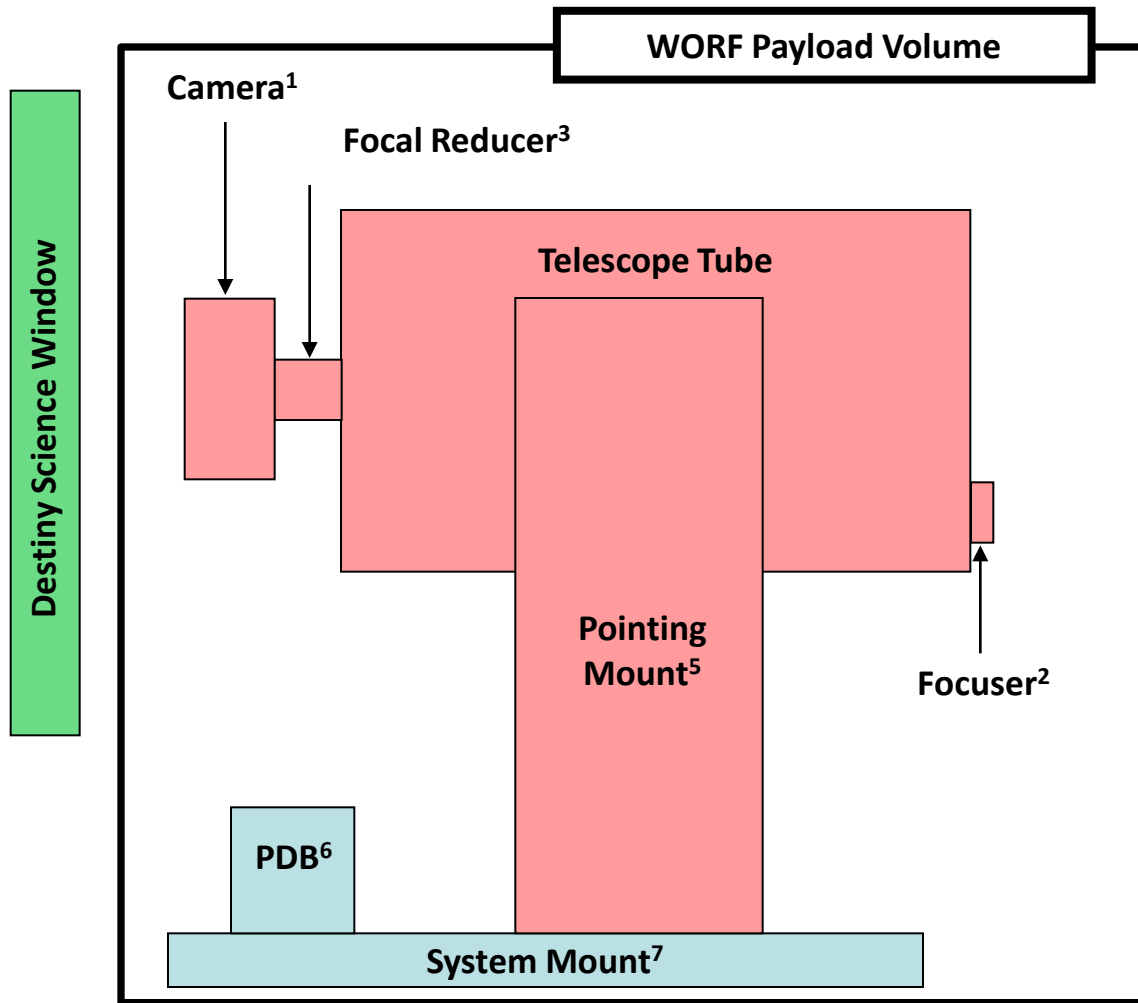 WORF Payload Volume
Camera¹
Focal Reducer³
Destiny Science Window
Telescope Tube
Pointing
Mount⁵
Focuser²
PDB⁶
System Mount⁷